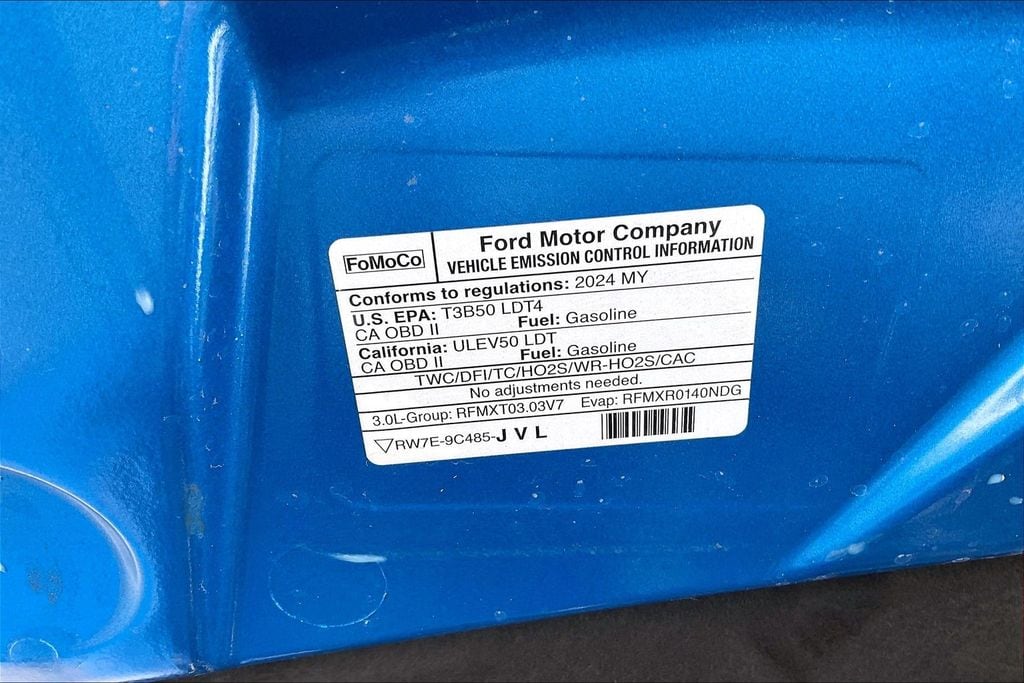 FoMoCo
Ford Motor Company
VEHICLE EMISSION CONTROL INFORMATION
Conforms to regulations: 2024 MY
U.S. EPA: T3B50 LDT4
CA OBD II Fuel: Gasoline
California: ULEV50 LDT
CA OBD II Fuel: Gasoline
TWC/DFI/TC/HO2S/WR-HO2S/CAC
No adjustments needed.
3.0L-Group: RFMXT03.03V7 Evap: RFMXR0140NDG
RW7E-9C485-J V L